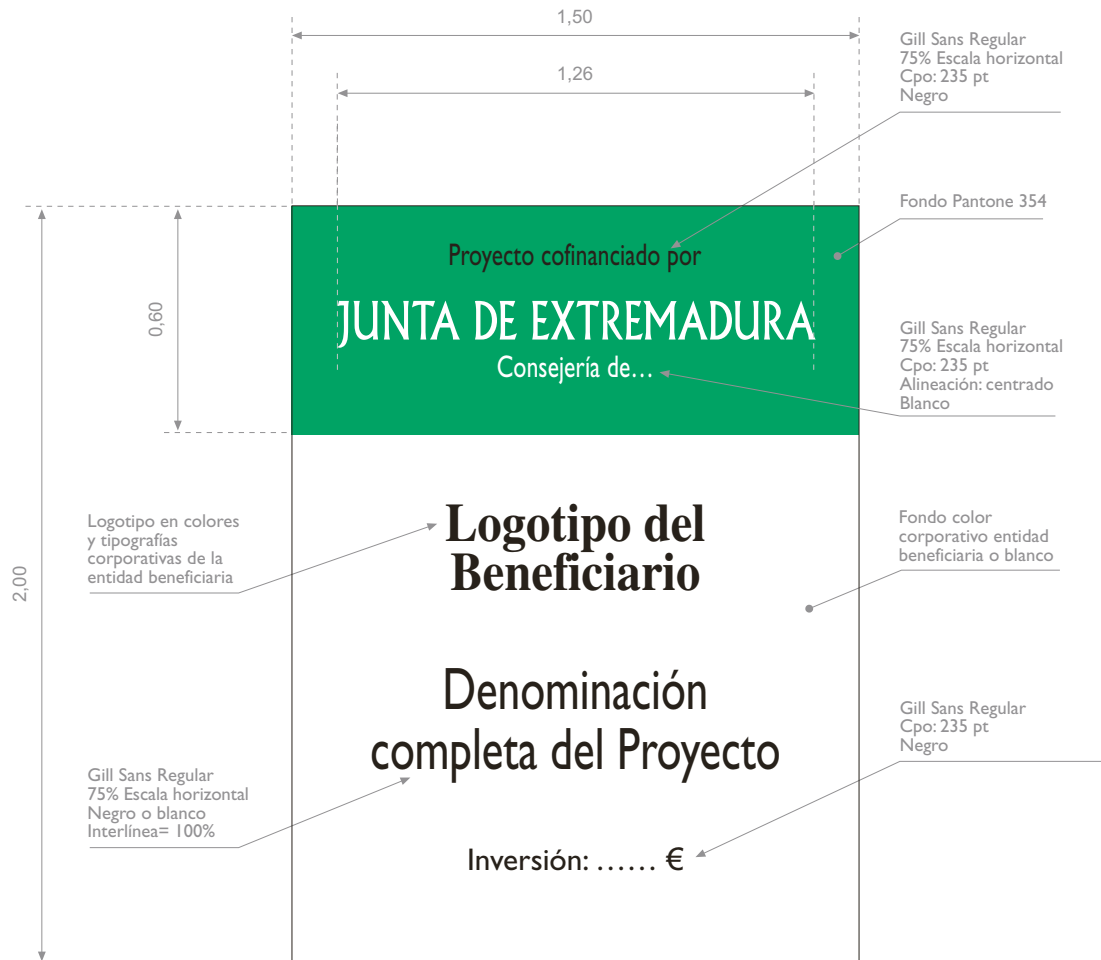 1,50
1,26
Gill Sans Regular
75% Escala horizontal
Cpo: 235 pt
Negro
Fondo Pantone 354
Proyecto cofinanciado por
0,60
JUNTA DE EXTREMADURA
Consejería de...
Gill Sans Regular
75% Escala horizontal
Cpo: 235 pt
Alineación: centrado
Blanco
Logotipo en colores
y tipografías
corporativas de la
entidad beneficiaria
Logotipo del
Beneficiario
Fondo color
corporativo entidad
beneficiaria o blanco
2,00
Denominación
completa del Proyecto
Gill Sans Regular
Cpo: 235 pt
Negro
Gill Sans Regular
75% Escala horizontal
Negro o blanco
Interlínea= 100%
Inversión: ...... €